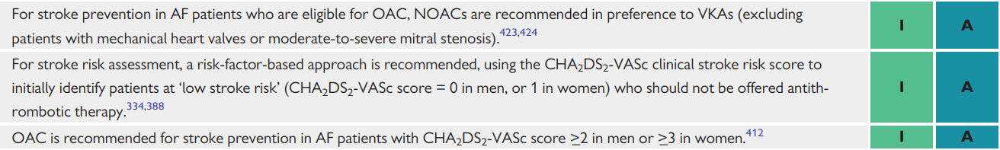 For stroke prevention in AF patients who are eligible for OAC, NOACs are recommended in preference to VKAs (excluding
patients with mechanical heart valves or moderate-to-severe mitral stenosis).423,424
I
A
For stroke risk assessment, a risk-factor-based approach is recommended, using the CHA₂DS₂-VASc clinical stroke risk score to
initially identify patients at ‘low stroke risk’ (CHA₂DS₂-VASc score = 0 in men, or 1 in women) who should not be offered antith-
rombotic therapy.334,388
I
A
OAC is recommended for stroke prevention in AF patients with CHA₂DS₂-VASc score ≥2 in men or ≥3 in women.412
I
A